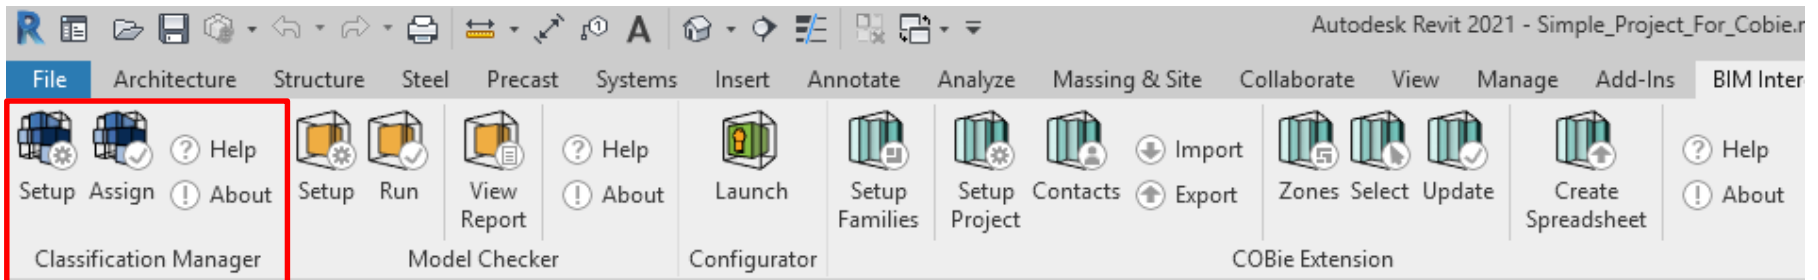 Autodesk Revit 2021 - Simple_Project_For_Cobie.r
File Architecture Structure Steel Precast Systems Insert Annotate Analyze Massing & Site Collaborate View Manage Add-Ins BIM Inter
Setup Assign Help About
Classification Manager
Setup Run View Report Help About
Model Checker
Launch
Configurator
Setup Families Setup Project Contacts Import Export Zones Select Update Create Spreadsheet Help About
COBie Extension